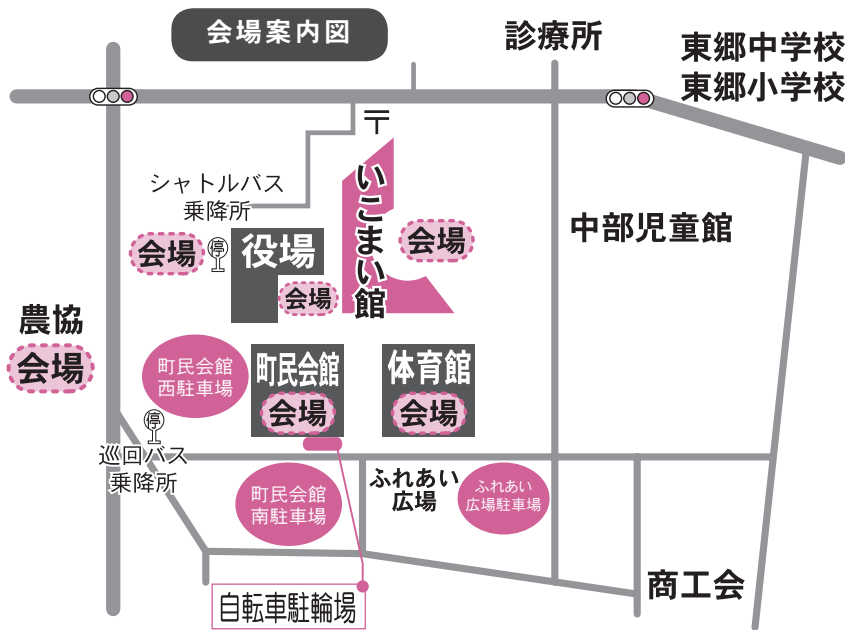 会場案内図
診療所
東郷中学校
東郷小学校
〒
シャトルバス
乗降所
いこまい館
会場
停
役場
会場
会場
中部児童館
農協
会場
町民会館
西駐車場
町民会館
会場
体育館
会場
停
巡回バス
乗降所
町民会館
南駐車場
ふれあい
広場
ふれあい
広場駐車場
商工会
自転車駐輪場